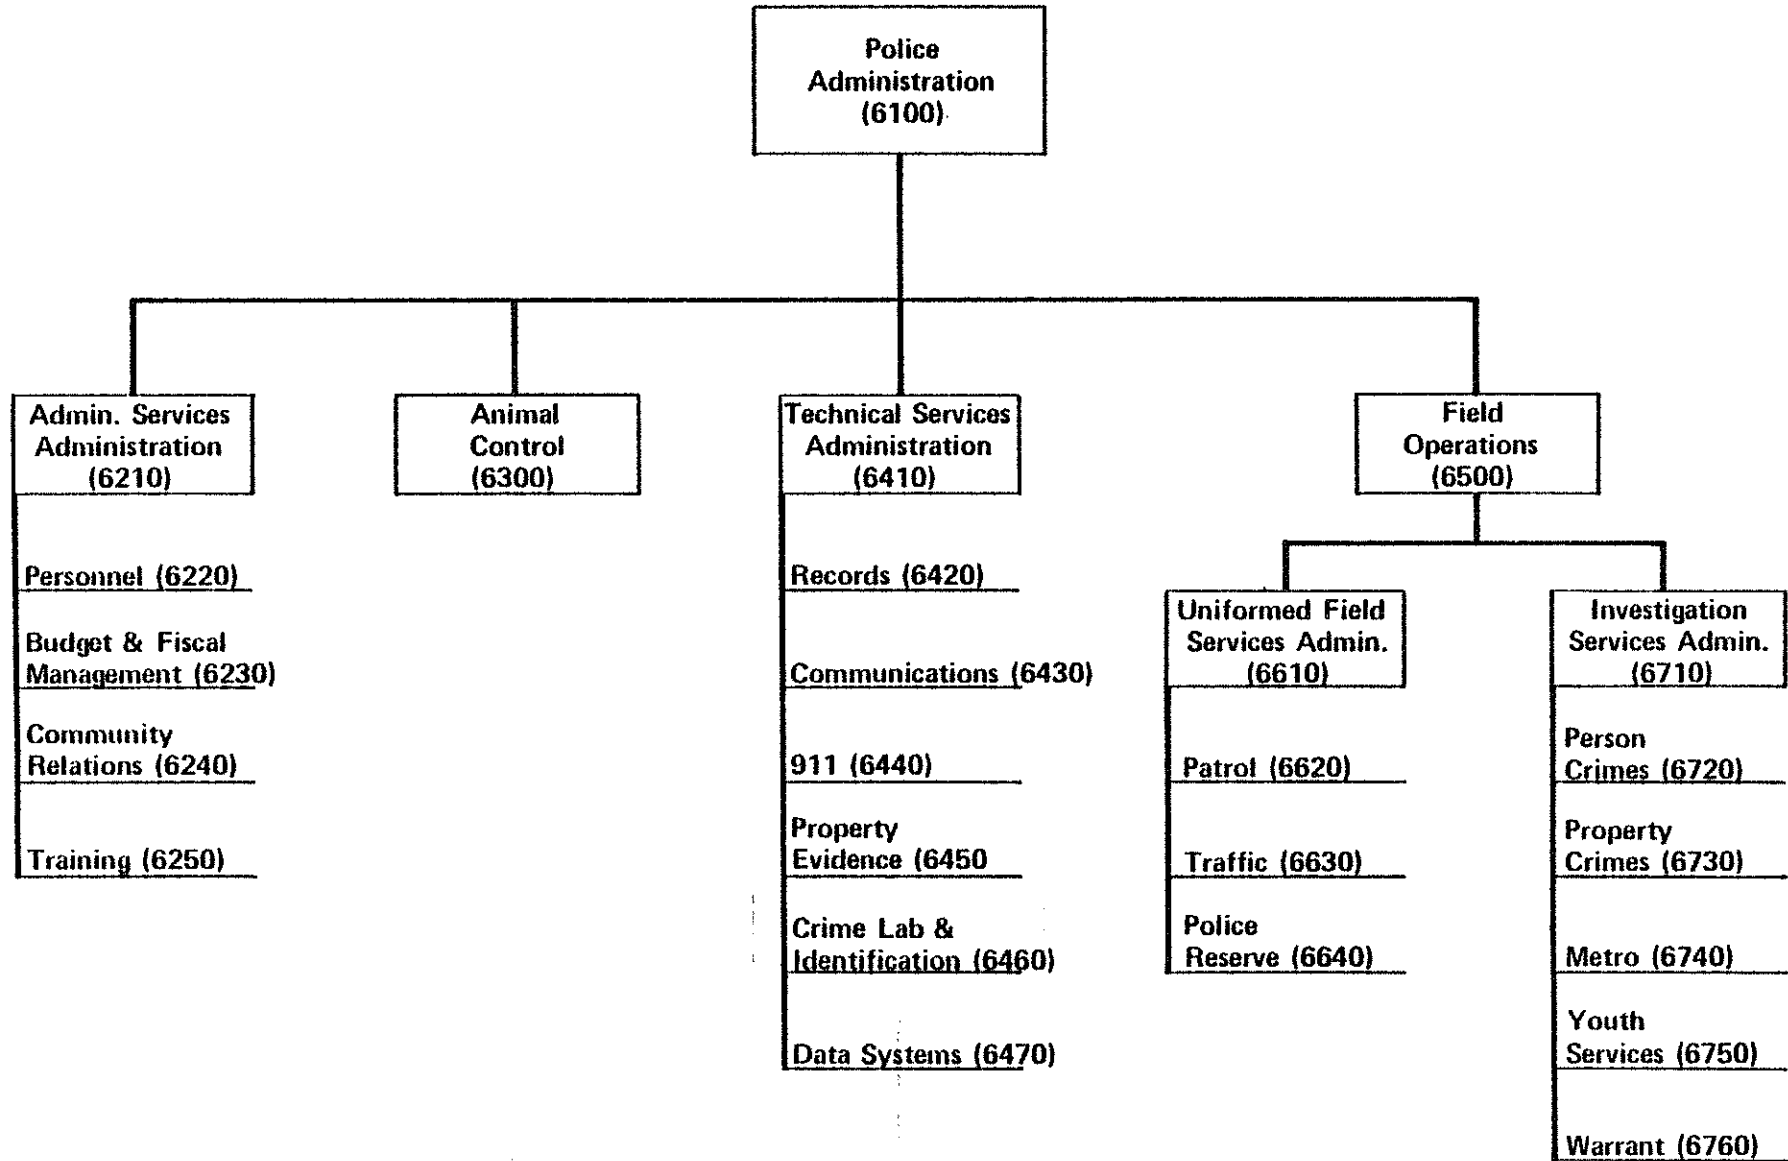 Police
Administration
(6100)
Admin. Services
Administration
(6210)
Personnel (6220)
Budget & Fiscal
Management (6230)
Community
Relations (6240)
Training (6250)
Animal
Control
(6300)
Technical Services
Administration
(6410)
Records (6420)
Communications (6430)
911 (6440)
Property
Evidence (6450
Crime Lab &
Identification (6460)
Data Systems (6470)
Field
Operations
(6500)
Uniformed Field
Services Admin.
(6610)
Patrol (6620)
Traffic (6630)
Police
Reserve (6640)
Investigation
Services Admin.
(6710)
Person
Crimes (6720)
Property
Crimes (6730)
Metro (6740)
Youth
Services (6750)
Warrant (6760)